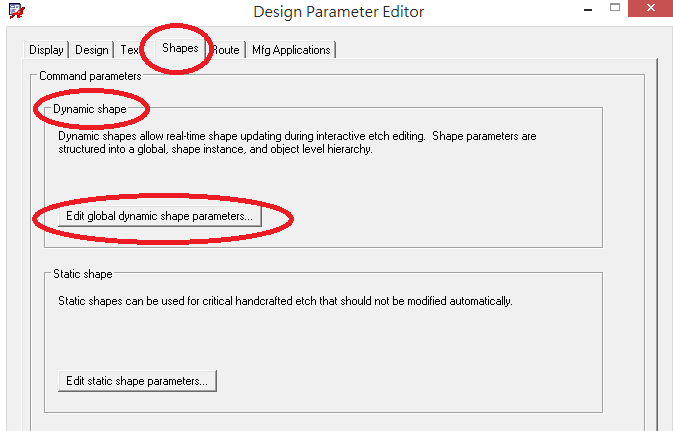 Design Parameter Editor
Display Design Text Shapes Route Mfg Applications
Command parameters
Dynamic shape
Dynamic shapes allow real-time shape updating during interactive etch editing. Shape parameters are
structured into a global, shape instance, and object level hierarchy.
Edit global dynamic shape parameters...
Static shape
Static shapes can be used for critical handcrafted etch that should not be modified automatically.
Edit static shape parameters...